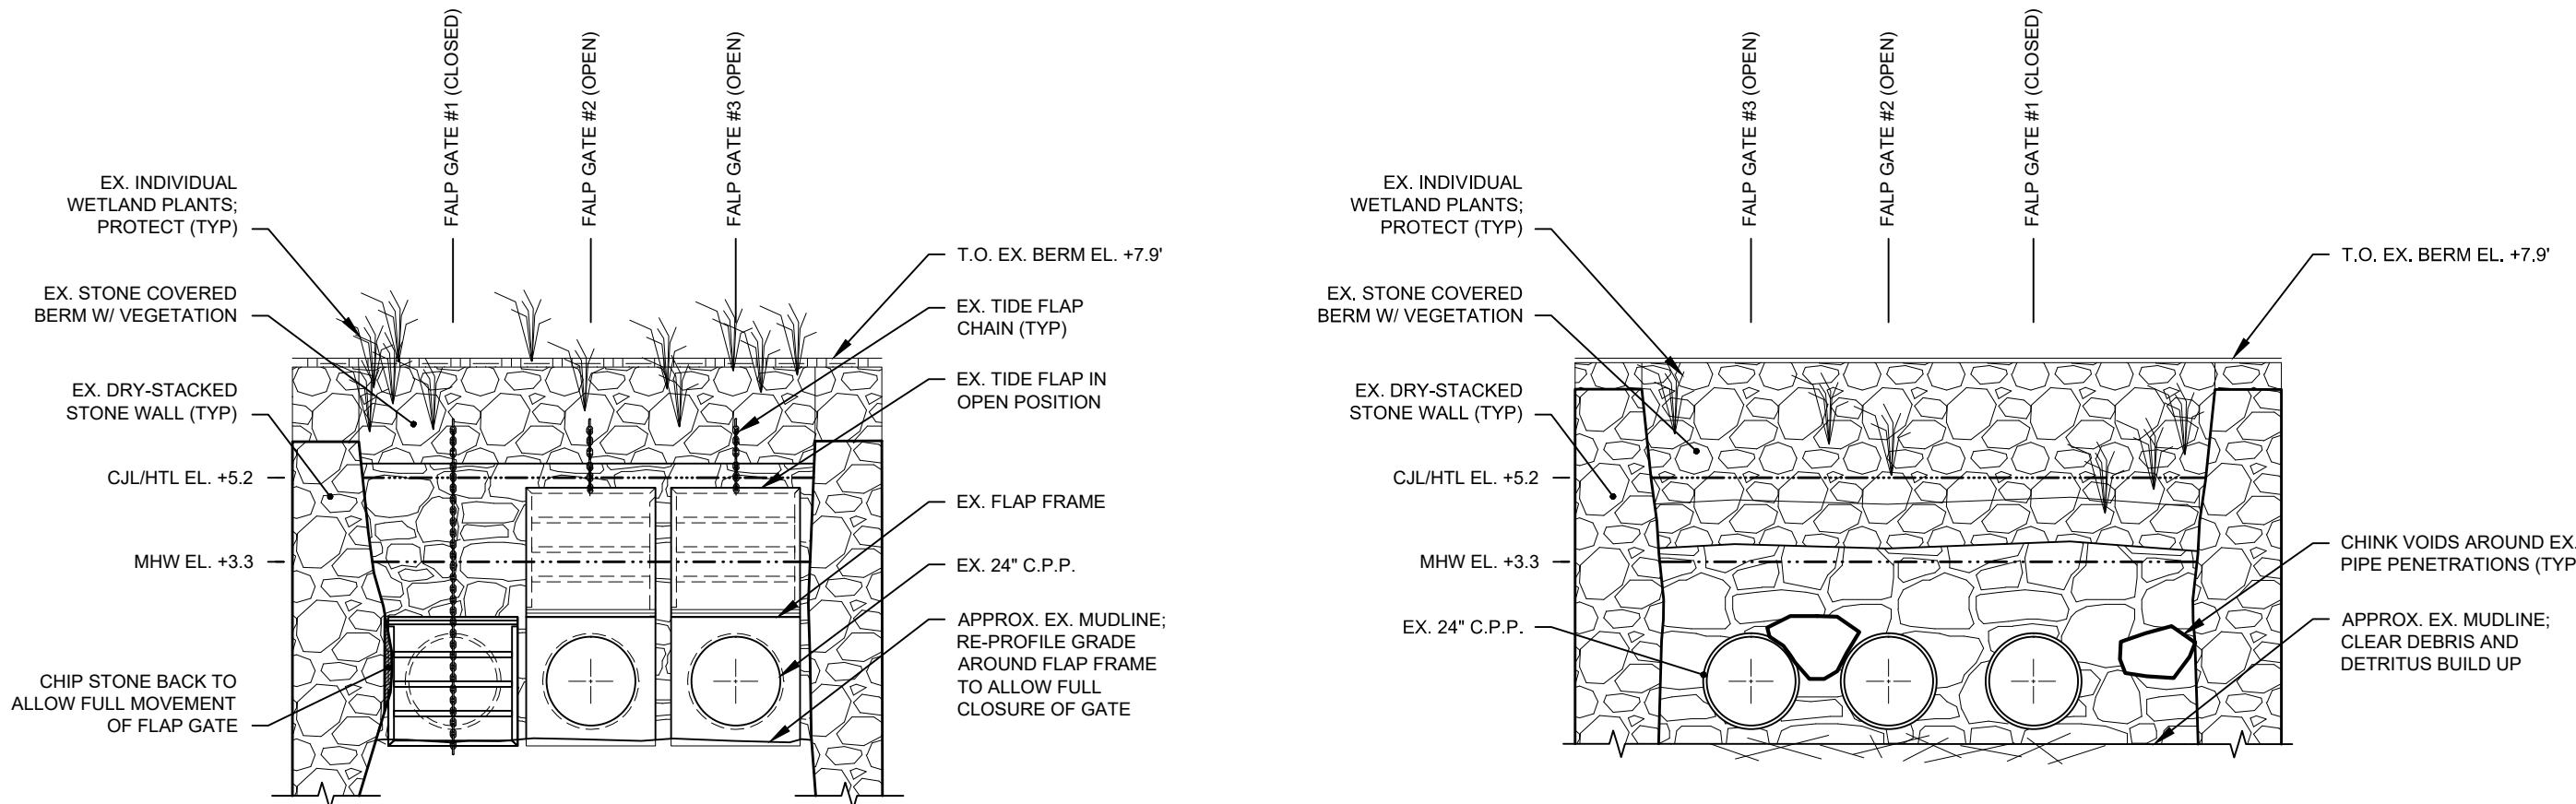 FALP GATE #1 (CLOSED)
FALP GATE #2 (OPEN)
FALP GATE #3 (OPEN)
EX. INDIVIDUAL
WETLAND PLANTS;
PROTECT (TYP)
EX. STONE COVERED
BERM W/ VEGETATION
EX. DRY-STACKED
STONE WALL (TYP)
CJL/HTL EL. +5.2
MHW EL. +3.3
CHIP STONE BACK TO
ALLOW FULL MOVEMENT
OF FLAP GATE
T.O. EX. BERM EL. +7.9'
EX. TIDE FLAP
CHAIN (TYP)
EX. TIDE FLAP IN
OPEN POSITION
EX. FLAP FRAME
EX. 24" C.P.P.
APPROX. EX. MUDLINE;
RE-PROFILE GRADE
AROUND FLAP FRAME
TO ALLOW FULL
CLOSURE OF GATE
FALP GATE #3 (OPEN)
FALP GATE #2 (OPEN)
FALP GATE #1 (CLOSED)
EX. INDIVIDUAL
WETLAND PLANTS;
PROTECT (TYP)
EX. STONE COVERED
BERM W/ VEGETATION
EX. DRY-STACKED
STONE WALL (TYP)
CJL/HTL EL. +5.2
MHW EL. +3.3
EX. 24" C.P.P.
T.O. EX. BERM EL. +7.9'
CHINK VOIDS AROUND EX.
PIPE PENETRATIONS (TYP
APPROX. EX. MUDLINE;
CLEAR DEBRIS AND
DETRITUS BUILD UP